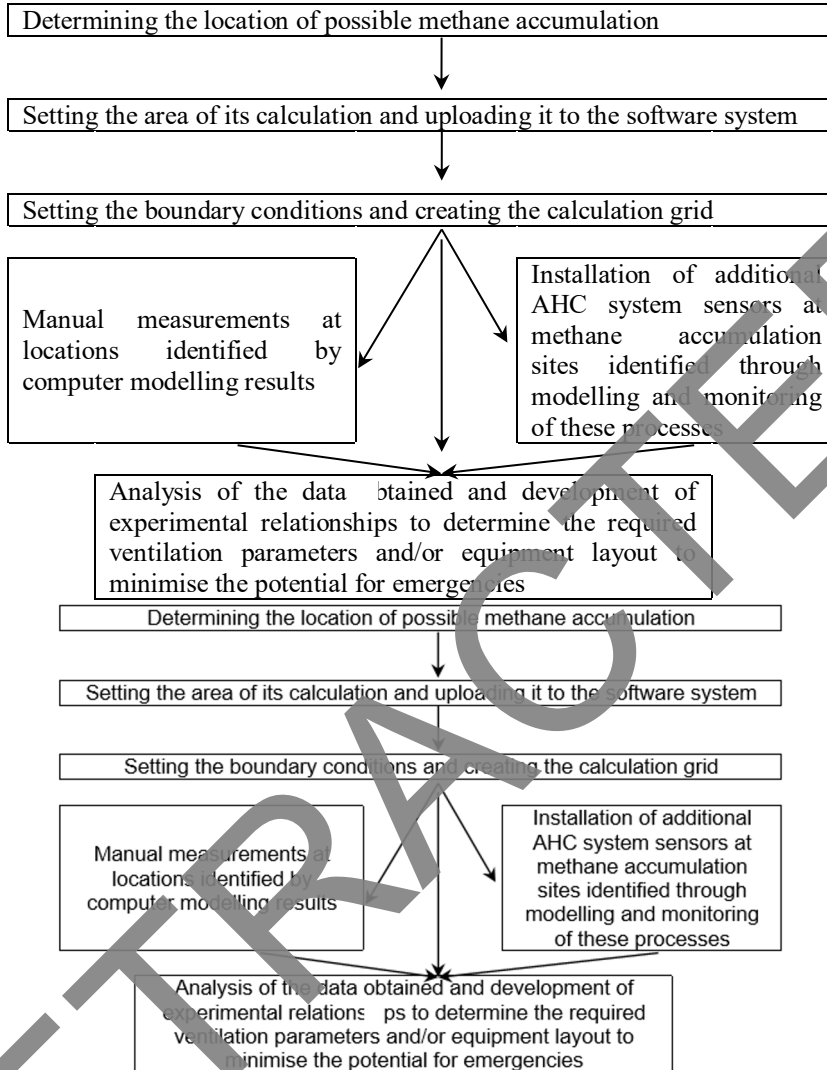 Determining the location of possible methane accumulation
Setting the area of its calculation and uploading it to the software system
Setting the boundary conditions and creating the calculation grid
Manual measurements at
locations identified by
computer modelling results
Installation of additional
AHC system sensors at
methane accumulation
sites identified through
modelling and monitoring
of these processes
Analysis of the data btained and development of
experimental relationships to determine the required
ventilation parameters and/or equipment layout to
minimise the potential for emergencies
Determining the location of possible methane accumulation
Setting the area of its calculation and uploading it to the software system
Setting the boundary conditions and creating the calculation grid
Manual measurements at
locations identified by
computer modelling results
Installation of additional
AHC system sensors at
methane accumulation
sites identified through
modelling and monitoring
of these processes
Analysis of the data obtained and development of
experimental relations ps to determine the required
ventilation parameters and/or equipment layout to
minimise the potential for emergencies
TRACTE